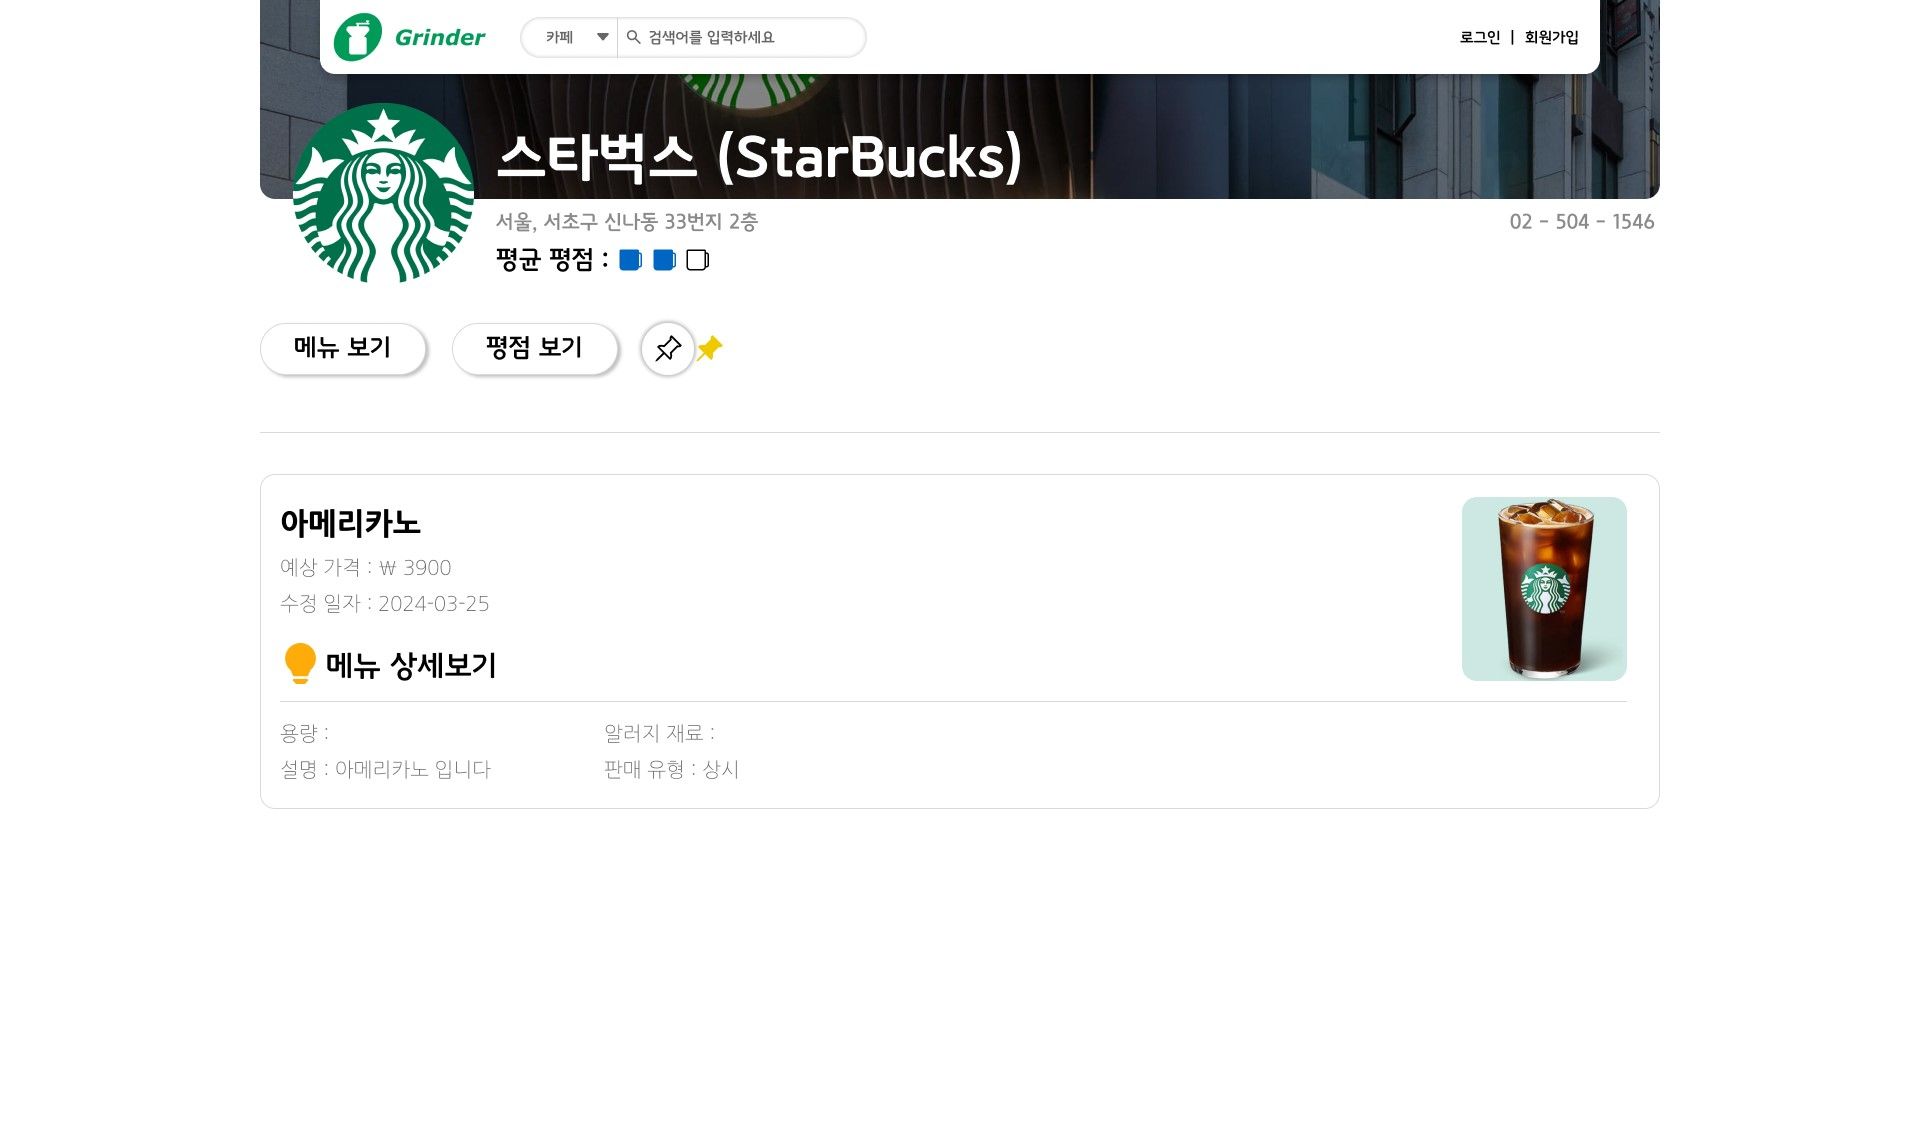 Grinder
카페
검색어를 입력하세요
로그인 | 회원가입
스타벅스 (StarBucks)
서울, 서초구 신나동 33번지 2층
02 - 504 - 1546
평균 평점 :
메뉴 보기
평점 보기
아메리카노
예상 가격 : ₩ 3900
수정 일자 : 2024-03-25
메뉴 상세보기
용량 :
알러지 재료 :
설명 : 아메리카노 입니다
판매 유형 : 상시